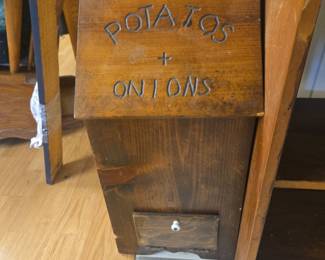 POTATOS
+
ONIONS